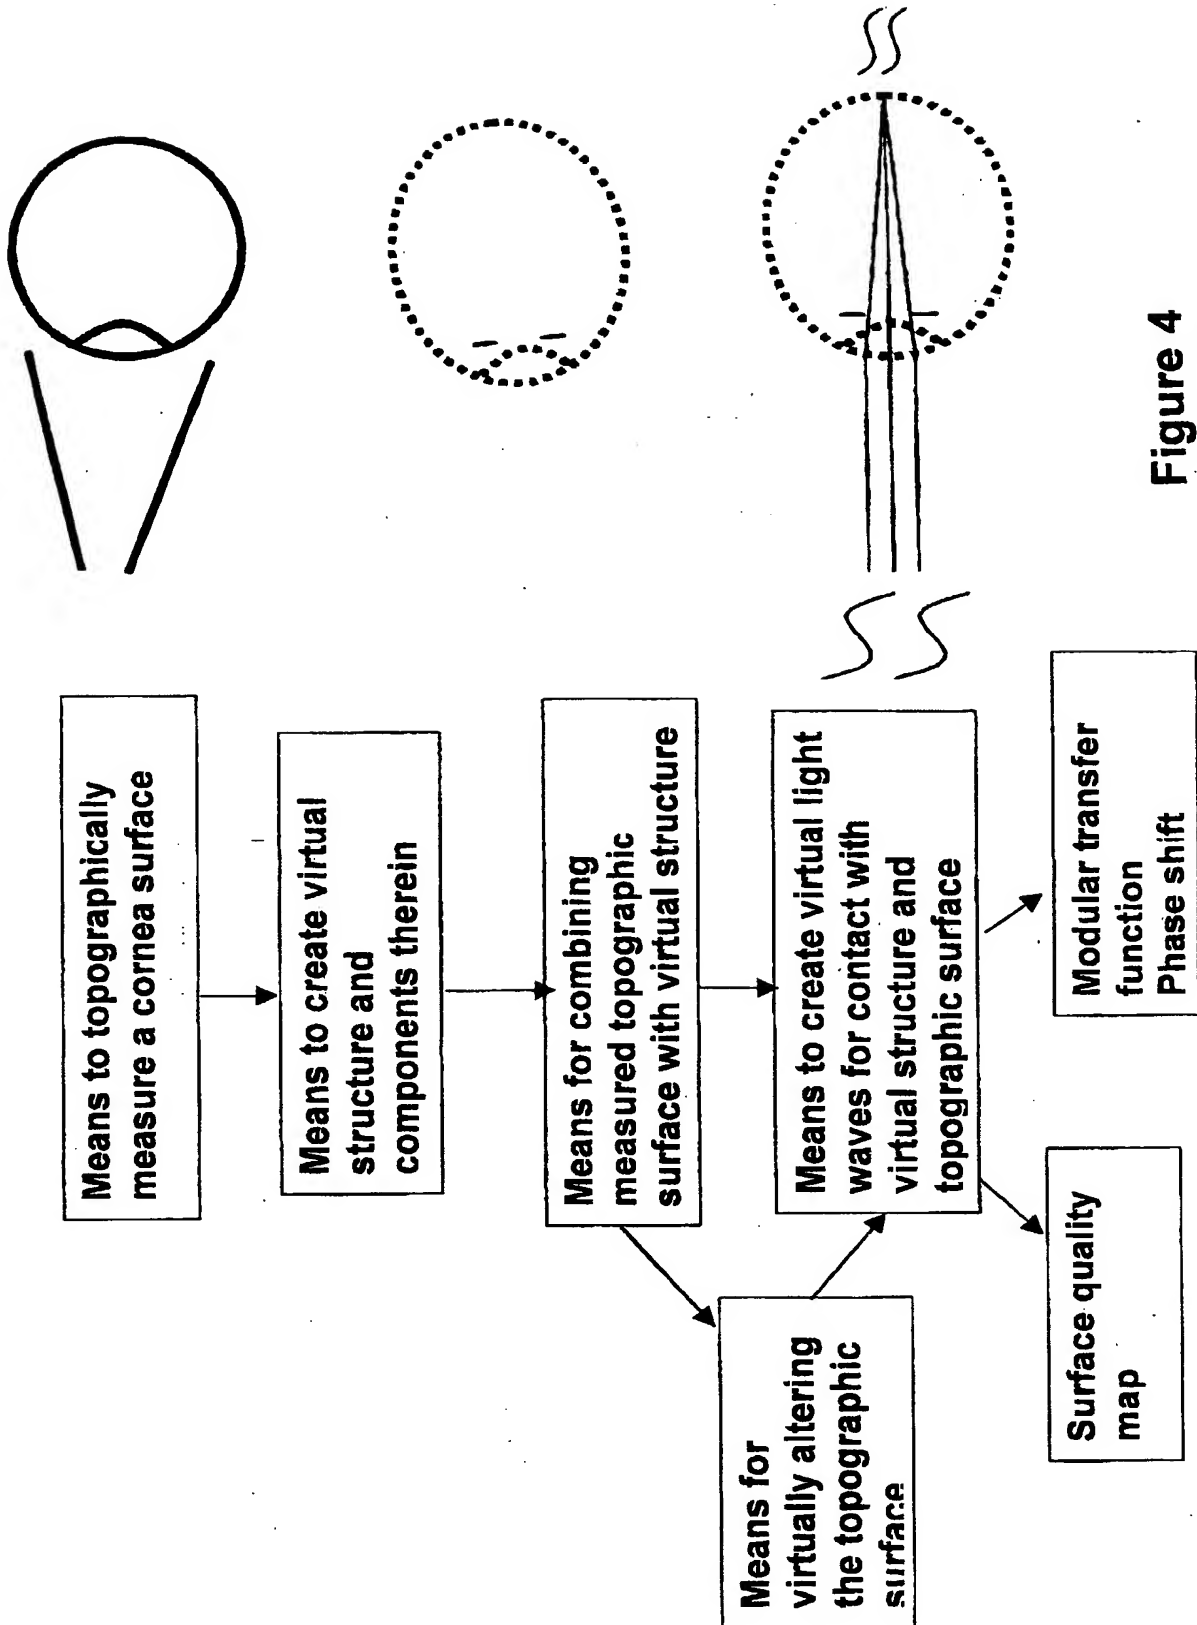 Means to topographically
measure a cornea surface
Means to create virtual
structure and
components therein
Means for combining
measured topographic
surface with virtual structure
Means for
virtually altering
the topographic
surface
Means to create virtual light
waves for contact with
virtual structure and
topographic surface
Surface quality
map
Modular transfer
function
Phase shift
Figure 4